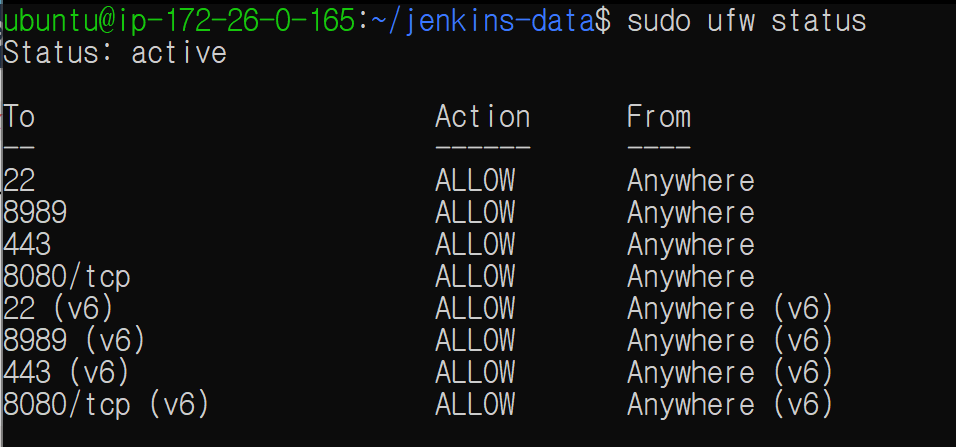 ubuntu@ip-172-26-0-165:~/jenkins-data$ sudo ufw status
Status: active
To Action From
-- ------ ----
22 ALLOW Anywhere
8989 ALLOW Anywhere
443 ALLOW Anywhere
8080/tcp ALLOW Anywhere
22 (v6) ALLOW Anywhere (v6)
8989 (v6) ALLOW Anywhere (v6)
443 (v6) ALLOW Anywhere (v6)
8080/tcp (v6) ALLOW Anywhere (v6)